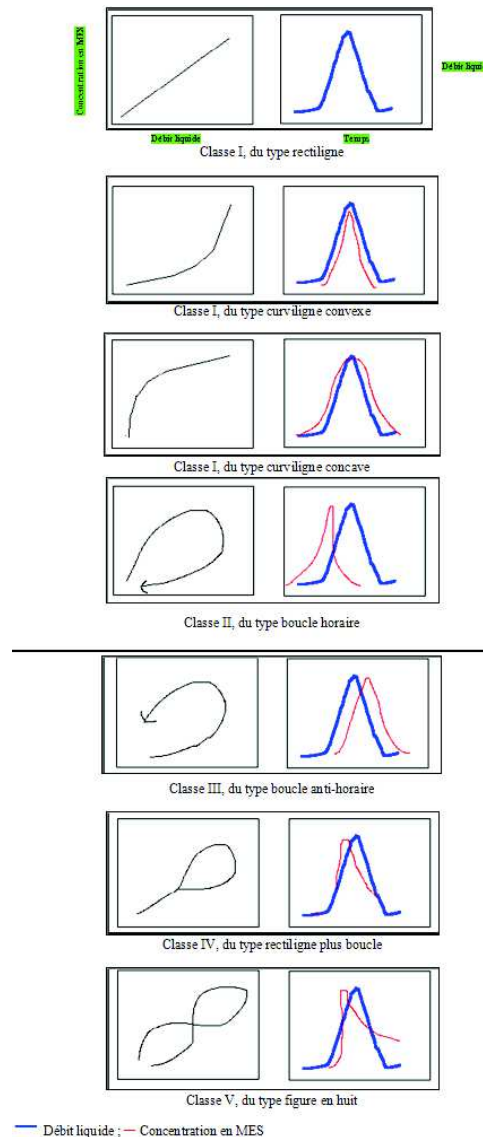 Concentration en MES
Débit liquide
Temps
Débit liqui
Classe I, du type rectiligne
Classe I, du type curviligne convexe
Classe I, du type curviligne concave
Classe II, du type boucle horaire
Classe III, du type boucle anti-horaire
Classe IV, du type rectiligne plus boucle
Classe V, du type figure en huit
Débit liquide ; Concentration en MES